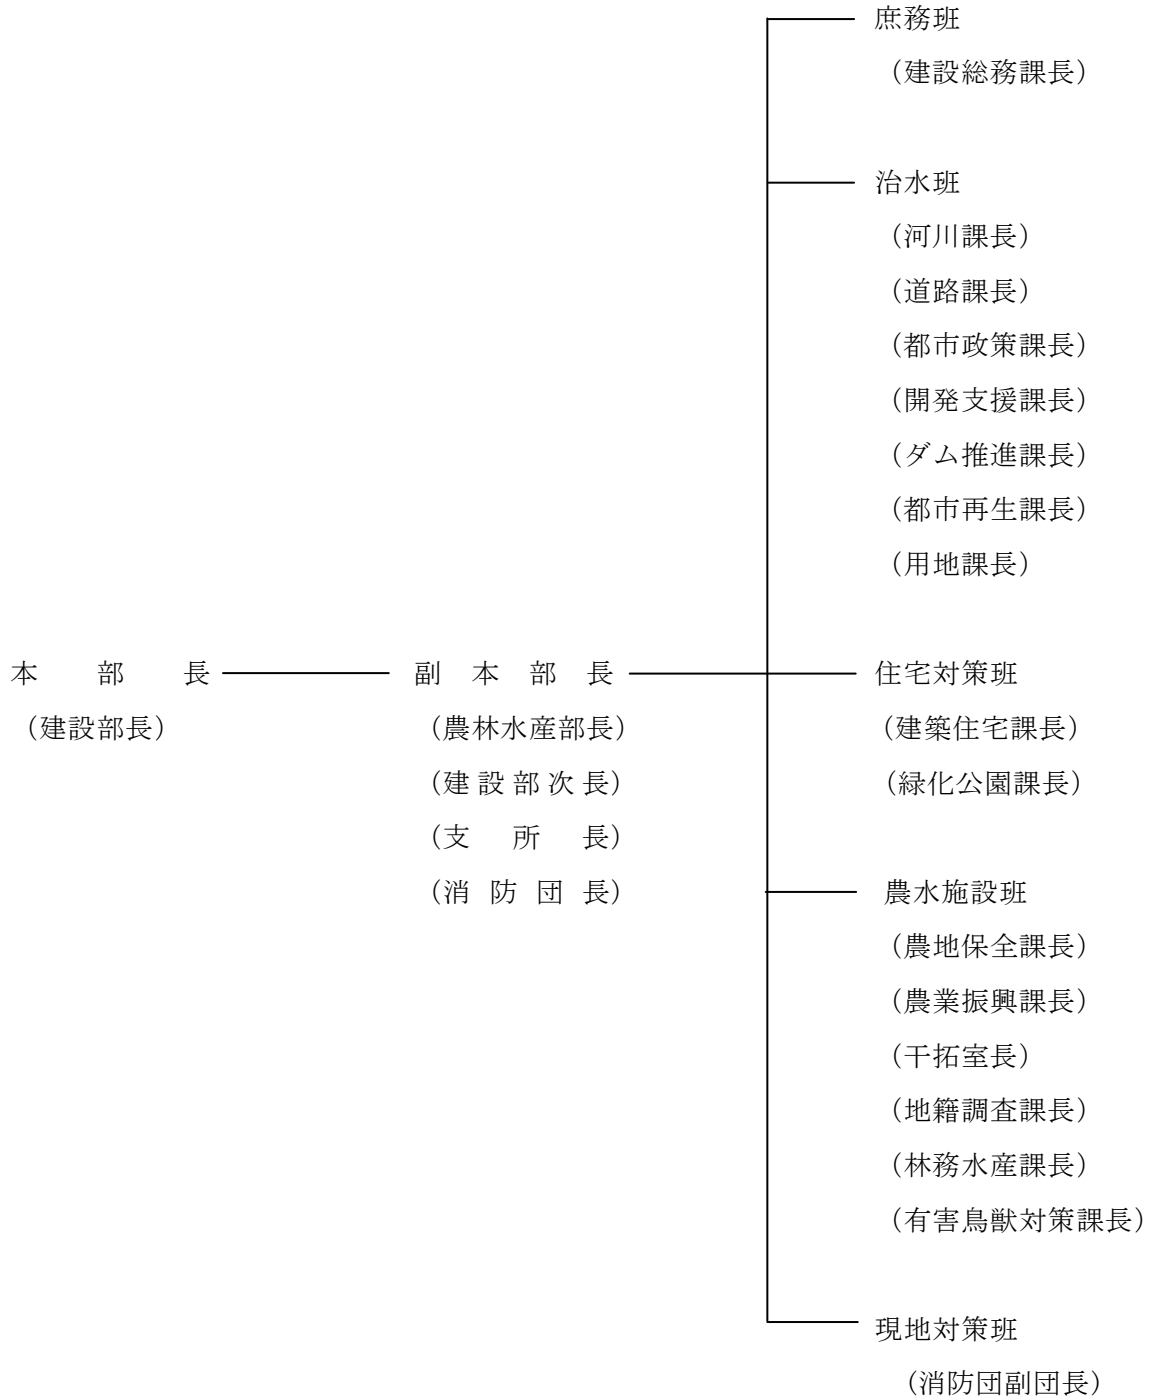 庶務班
（建設総務課長）
治水班
（河川課長）
（道路課長）
（都市政策課長）
（開発支援課長）
（ダム推進課長）
（都市再生課長）
（用地課長）
本部長
（建設部長）
副本部長
（農林水産部長）
（建設部次長）
（支所長）
（消防団長）
住宅対策班
（建築住宅課長）
（緑化公園課長）
農水施設班
（農地保全課長）
（農業振興課長）
（干拓室長）
（地籍調査課長）
（林務水産課長）
（有害鳥獣対策課長）
現地対策班
（消防団副団長）